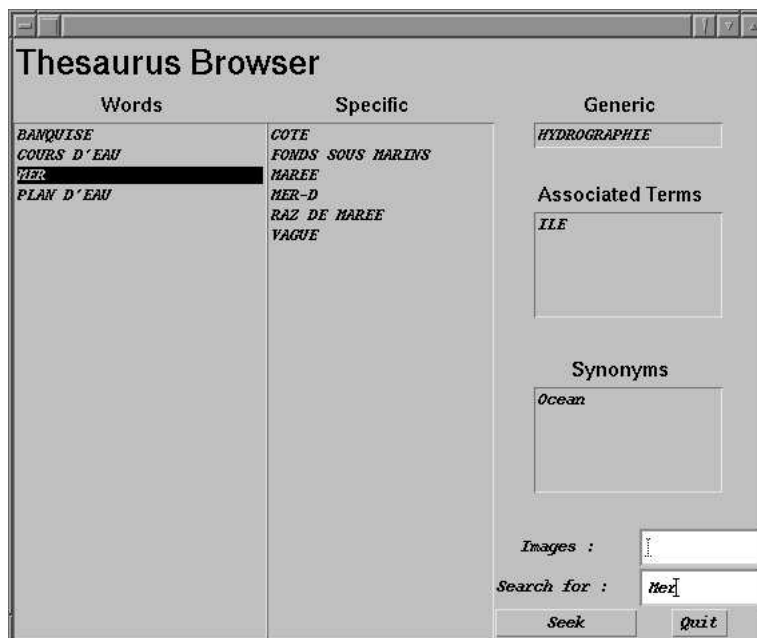 Thesaurus Browser
Words
BANQUISE
COURS D'EAU
MER
PLAN D'EAU
Specific
COTE
FONDS SOUS MARINS
MAREE
MER-D
RAZ DE MAREE
VAGUE
Generic
HYDROGRAPHIE
Associated Terms
ILE
Synonyms
Ocean
Images :
Search for : Mer
Seek Quit